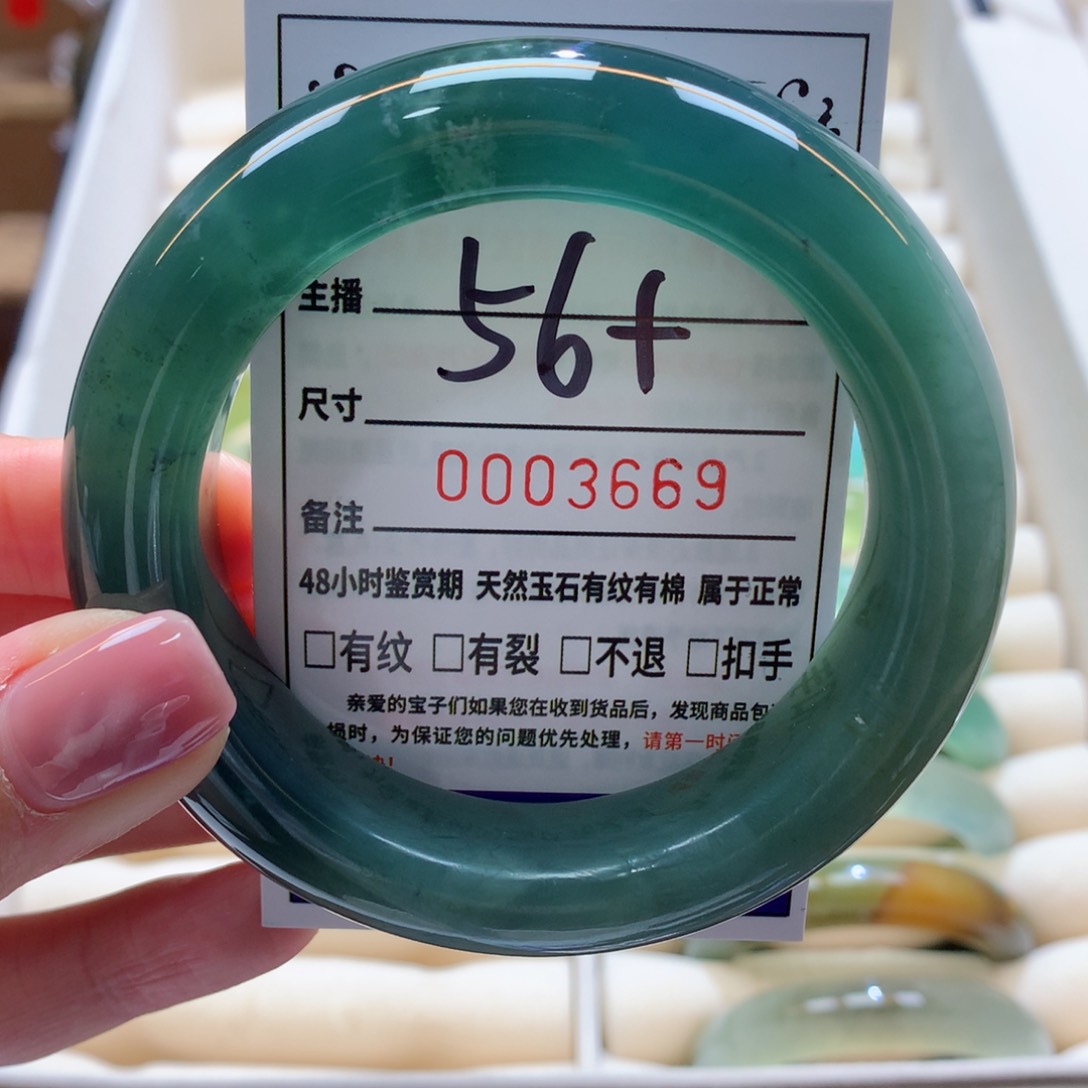 主播
56+
尺寸
0003669
备注
48小时鉴赏期 天然玉石有纹有棉 属于正常
□有纹 □有裂 □不退 □扣手
亲爱的宝子们如果您在收到货品后，发现商品包
损时，为保证您的问题优先处理，请第一时